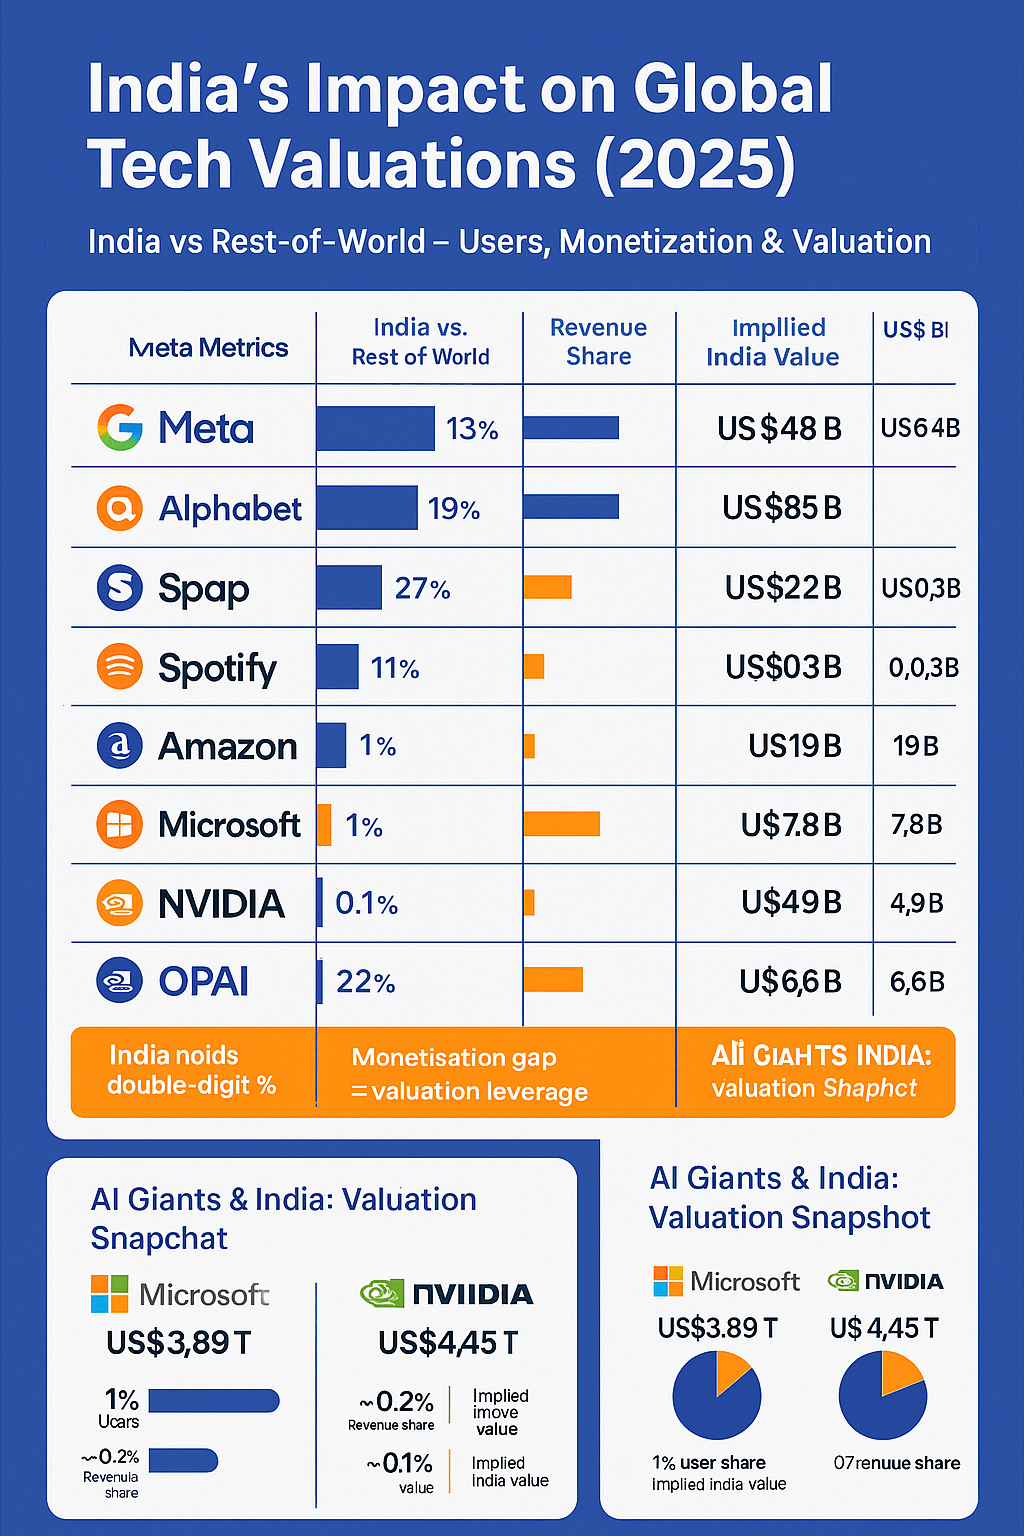 India's Impact on Global
Tech Valuations (2025)
India vs Rest-of-World – Users, Monetization & Valuation
Meta Metrics
India vs.
Rest of World
Revenue
Share
Impllied
India Value
US$ BI
Meta 13% US$48 B US64B
Alphabet 19% US$85 B
Spap 27% US$22 B US0,3B
Spotify 11% US$03 B 0,0,3B
Amazon 1% US19 B 19 B
Microsoft 1% U$7.8 B 7,8 B
NVIDIA 0.1% U$49 B 4,9 B
OPAI 22% U$6,6 B 6,6 B
India noids
double-digit %
Monetisation gap
= valuation leverage
All GIAHTS INDIA:
valuation Shaphct
AI Giants & India: Valuation
Snapchat
Microsoft
US$3,89 T
1%
Ucars
~0.2%
Revenula
share
nVIIDIA
US$4,45 T
~0.2%
Revenue share
Implied
imove
value
~0.1%
value
Implied
india value
AI Giants & India:
Valuation Snapshot
Microsoft nVIDIA
US$3.89 T U$ 4,45 T
1% user share
Implied india value
07renuue share